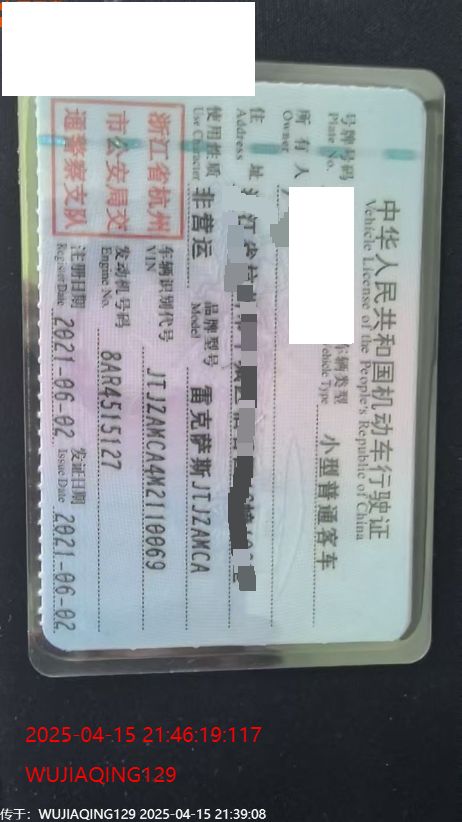 中华人民共和国机动车行驶证
Vehicle License of the People's Republic of China
号牌号码
Plate No.
车辆类型
Vehicle Type
小型普通客车
所有人
Owner
住址
Address
使用性质
Use Character
非营运
品牌型号
Model
雷克萨斯JTJZAMCA
浙江省杭州
市公安局交
通警察支队
车辆识别代号
VIN
JTJZAMCA4M2110069
发动机号码
Engine No.
8AR4515127
注册日期
Register Date
2021-06-02
发证日期
Issue Date
2021-06-02
2025-04-15 21:46:19:117
WUJIAQING129
传于：WUJIAQING129 2025-04-15 21:39:08